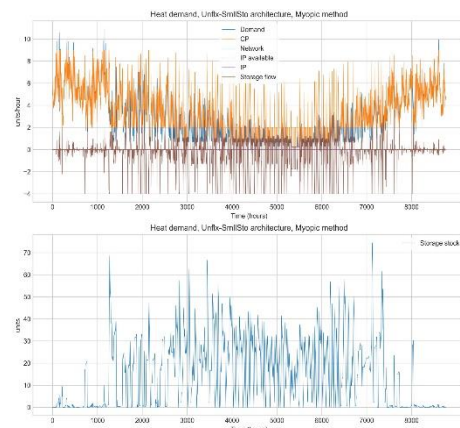 Heat demand, Unflx-SmllSto architecture, Myopic method
Demand
CP
Network
IP available
IP
Storage flow
units/hour
10
8
6
4
2
0
-2
-4
0 1000 2000 3000 4000 5000 6000 7000 8000
Time (hours)
Heat demand, Unflx-SmllSto architecture, Myopic method
Storage stock
units
70
60
50
40
30
20
10
0
0 1000 2000 3000 4000 5000 6000 7000 8000